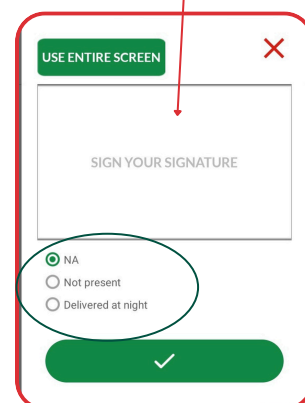 USE ENTIRE SCREEN
SIGN YOUR SIGNATURE
NA
Not present
Delivered at night